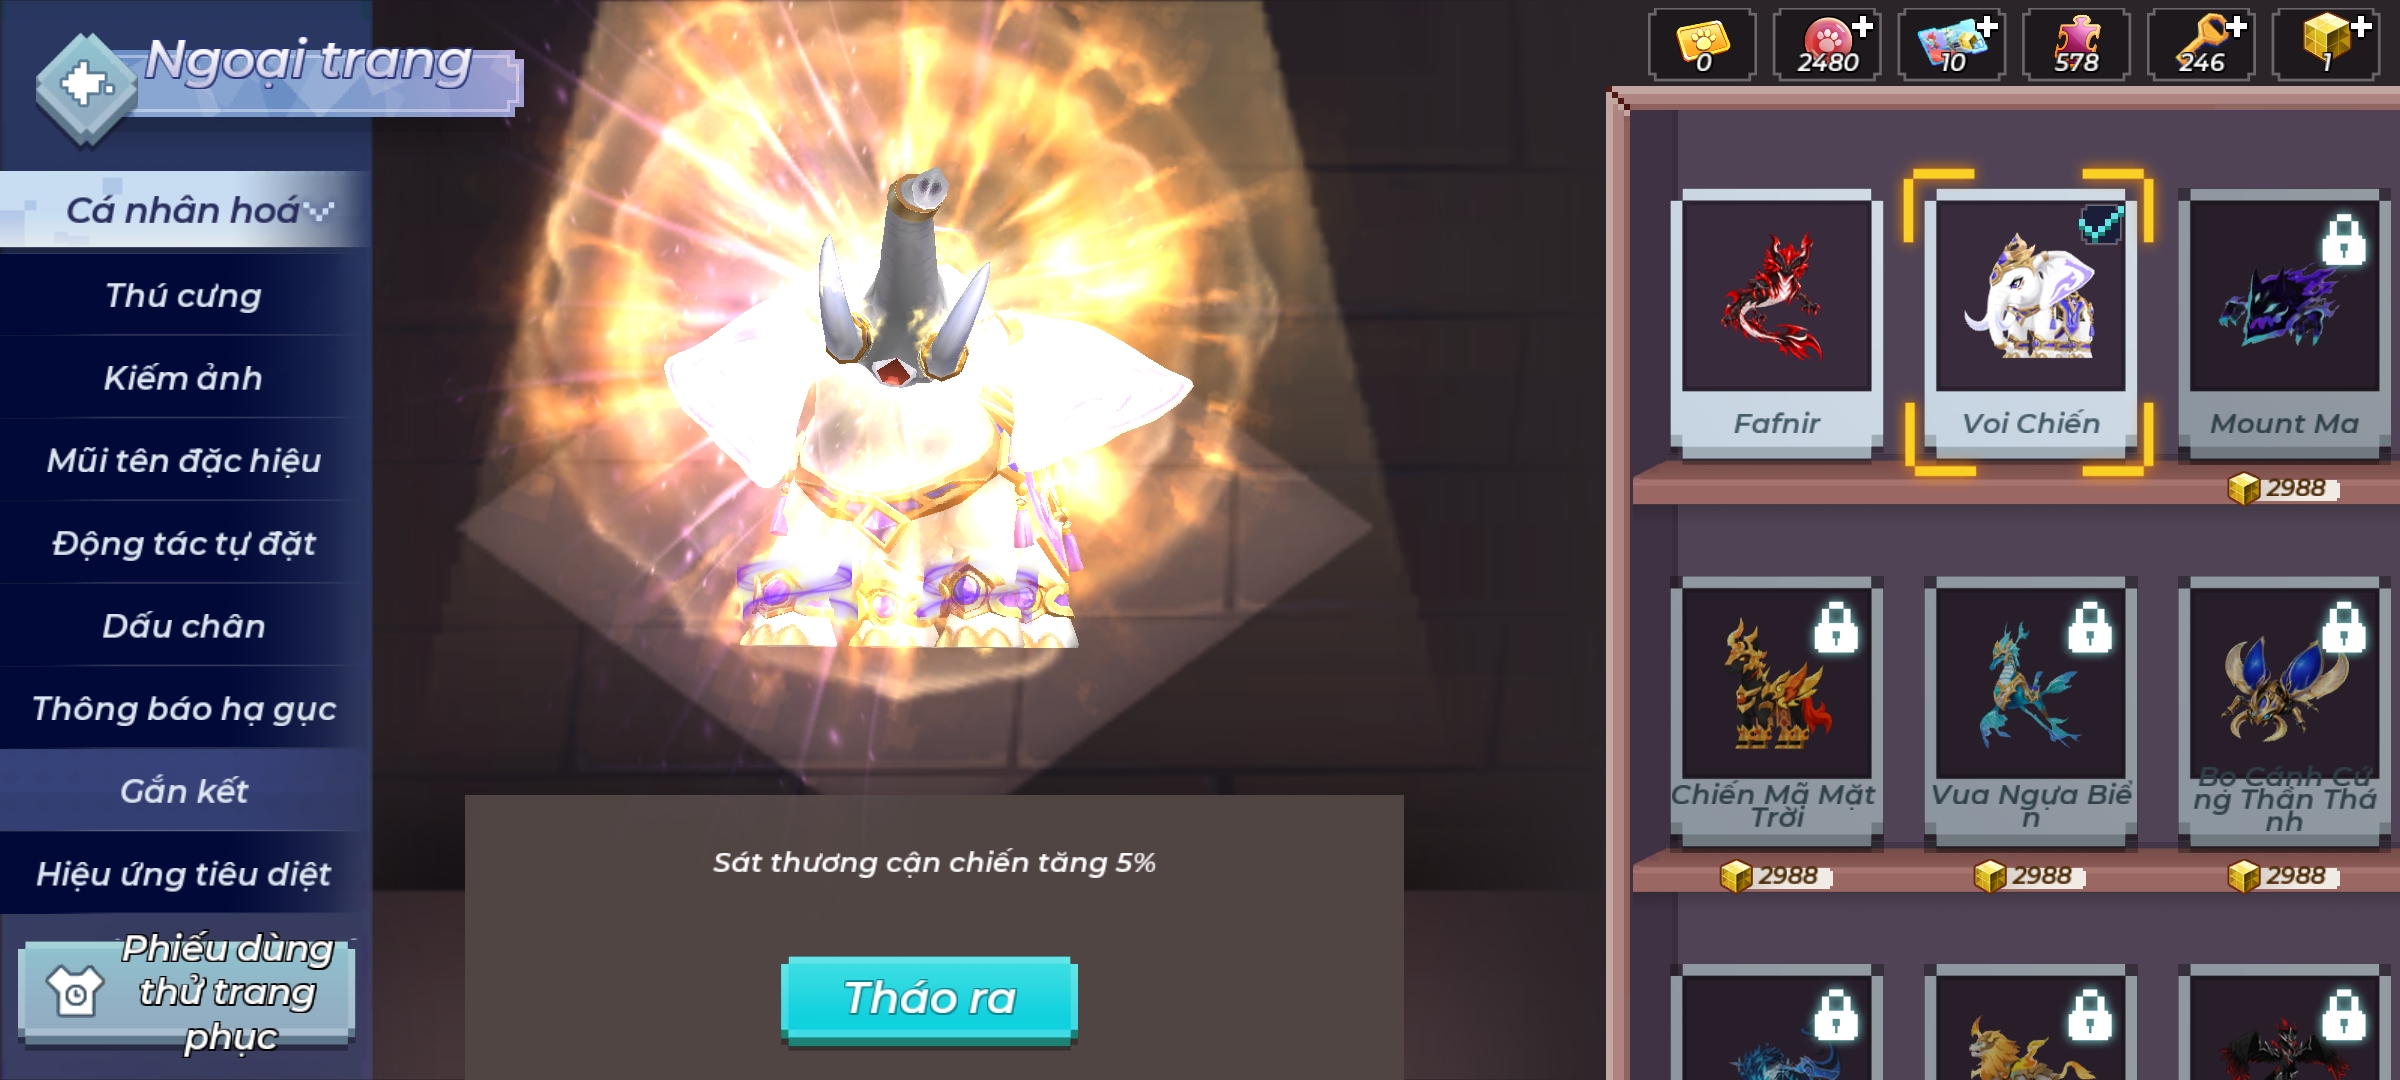 Ngoại trang
0
2480
10
578
246
1
Cá nhân hoá
Thú cưng
Kiếm ảnh
Mũi tên đặc hiệu
Động tác tự đặt
Dấu chân
Thông báo hạ gục
Gắn kết
Hiệu ứng tiêu diệt
Phiếu dùng
thử trang
phục
Sát thương cận chiến tăng 5%
Tháo ra
Fafnir
Voi Chiến
Mount Ma
2988
Chiến Mã Mặt
Trời
Vua Ngựa Biể
n
Bọ Cánh Cứ
ng Thần Thá
nh
2988
2988
2988